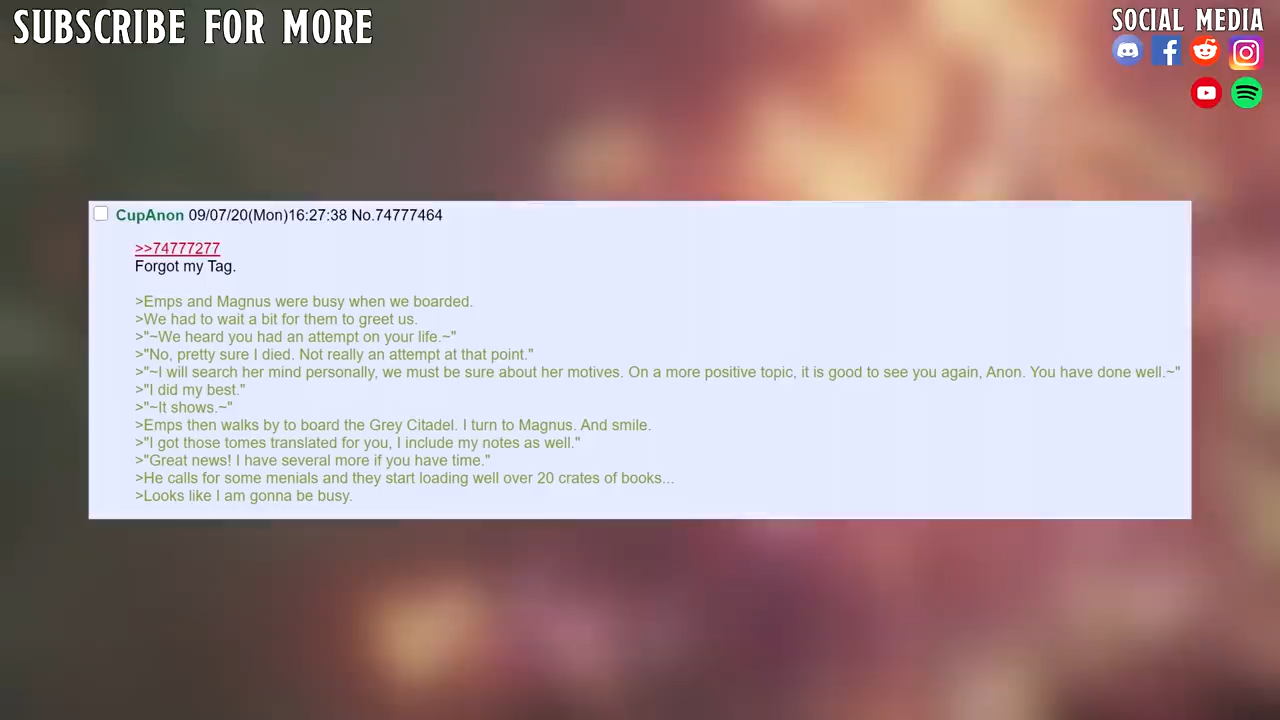 SUBSCRIBE FOR MORE
SOCIAL MEDIA
CupAnon 09/07/20(Mon)16:27:38 No.74777464
>>74777277
Forgot my Tag.
>Emps and Magnus were busy when we boarded.
>We had to wait a bit for them to greet us.
>"~We heard you had an attempt on your life.~"
>"No, pretty sure I died. Not really an attempt at that point."
>"~I will search her mind personally, we must be sure about her motives. On a more positive topic, it is good to see you again, Anon. You have done well.~"
>"I did my best."
>"~It shows.~"
>Emps then walks by to board the Grey Citadel. I turn to Magnus. And smile.
>"I got those tomes translated for you, I include my notes as well."
>"Great news! I have several more if you have time."
>He calls for some menials and they start loading well over 20 crates of books...
>Looks like I am gonna be busy.